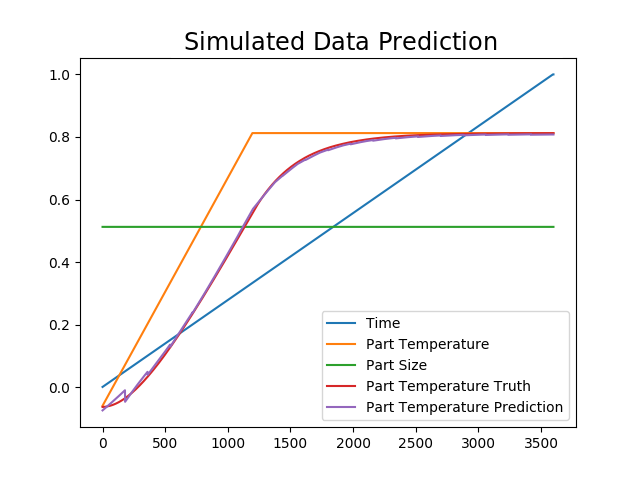 Simulated Data Prediction
1.0
0.8
0.6
0.4
0.2
0.0
Time
Part Temperature
Part Size
Part Temperature Truth
Part Temperature Prediction
0 500 1000 1500 2000 2500 3000 3500